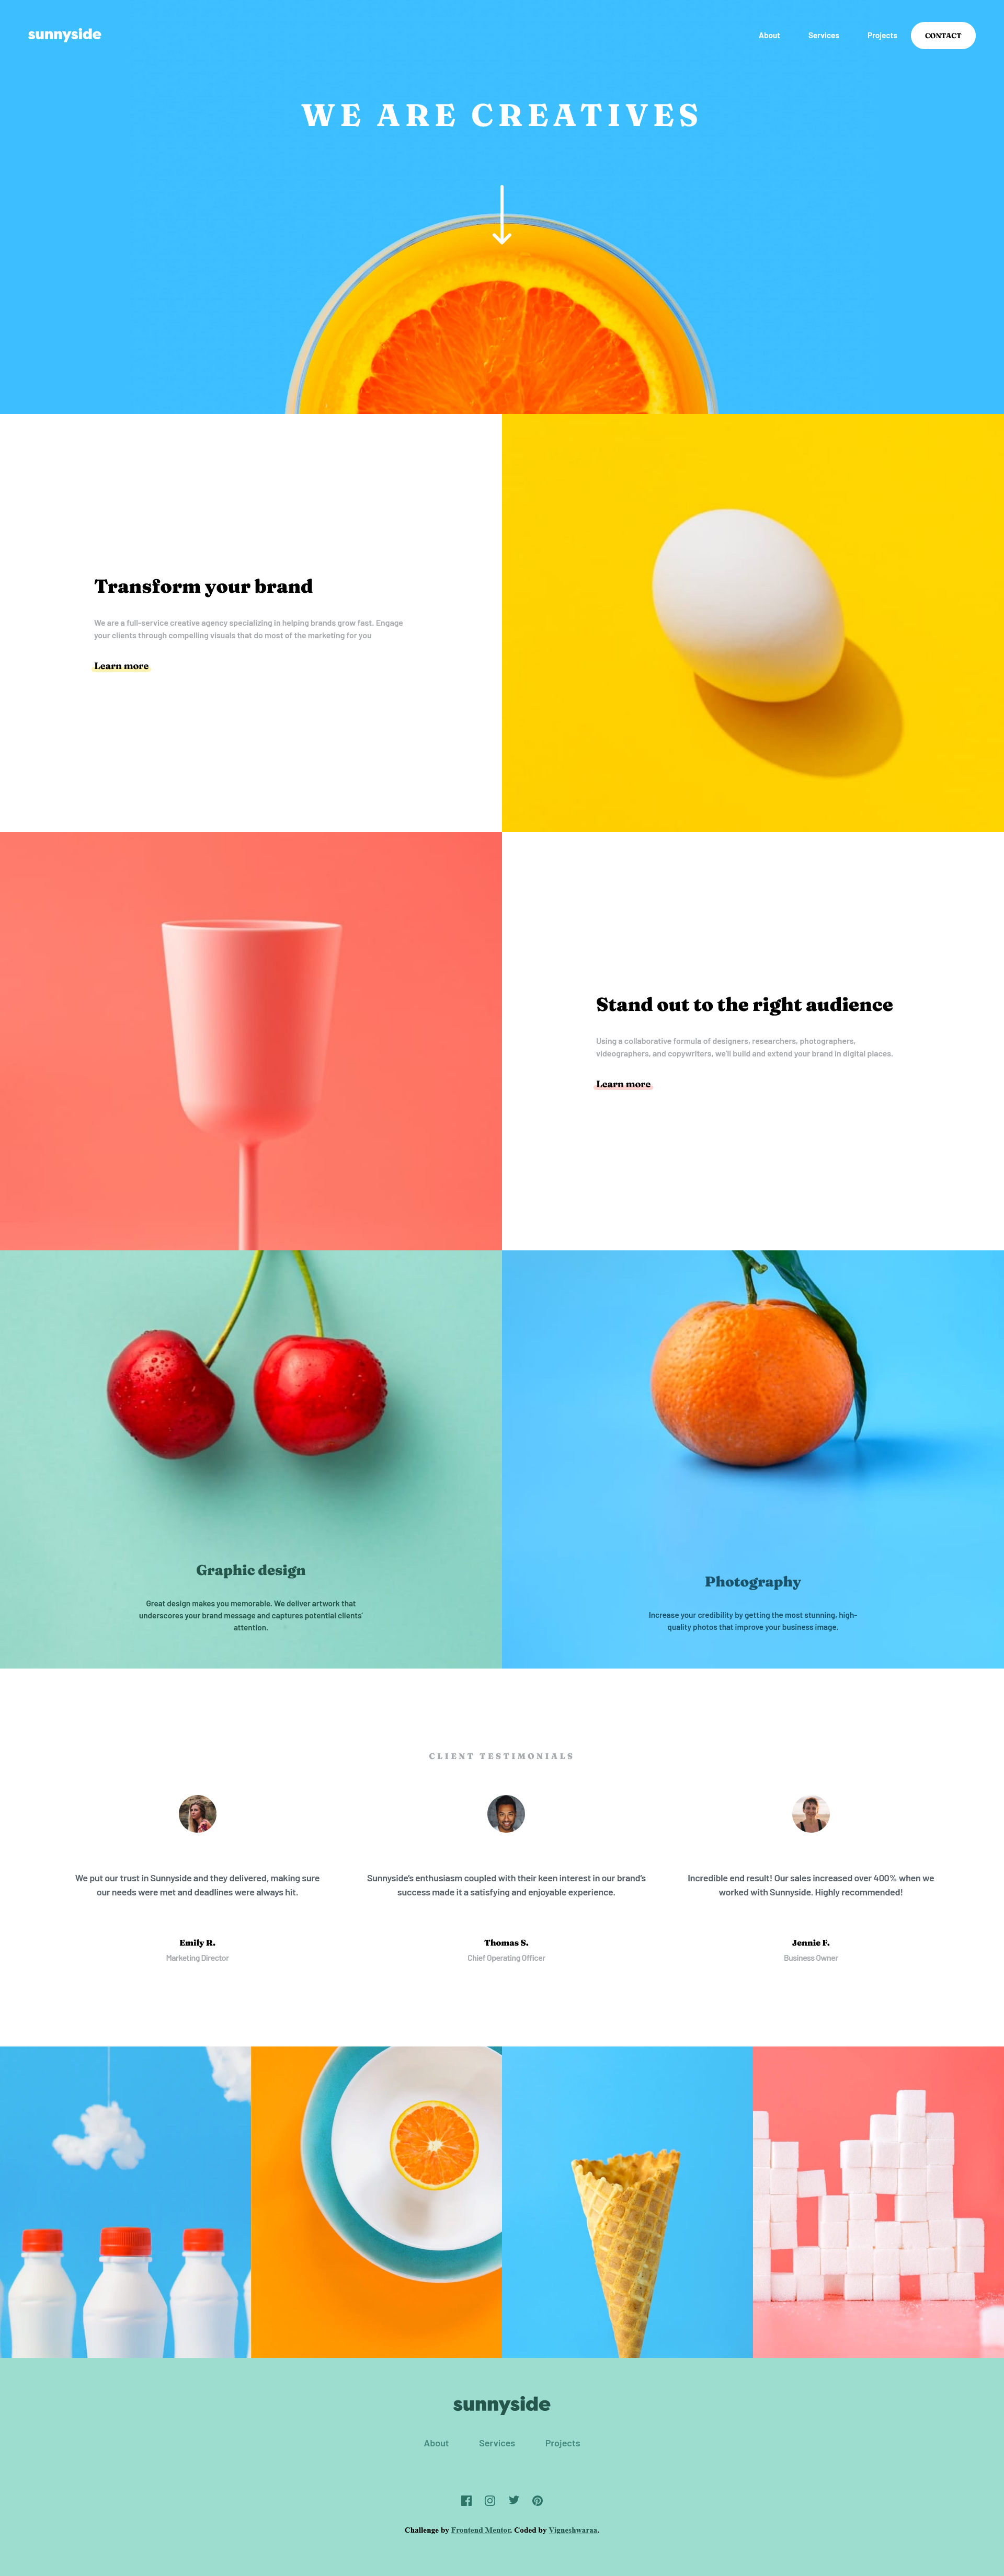 sunnyside
About Services Projects CONTACT
WE ARE CREATIVES
Transform your brand
We are a full-service creative agency specializing in helping brands grow fast. Engage
your clients through compelling visuals that do most of the marketing for you
Learn more
Stand out to the right audience
Using a collaborative formula of designers, researchers, photographers,
videographers, and copywriters, we'll build and extend your brand in digital places.
Learn more
Graphic design
Great design makes you memorable. We deliver artwork that
underscores your brand message and captures potential clients'
attention.
Photography
Increase your credibility by getting the most stunning, high-
quality photos that improve your business image.
CLIENT TESTIMONIALS
We put our trust in Sunnyside and they delivered, making sure
our needs were met and deadlines were always hit.
Emily R.
Marketing Director
Sunnyside's enthusiasm coupled with their keen interest in our brand's
success made it a satisfying and enjoyable experience.
Thomas S.
Chief Operating Officer
Incredible end result! Our sales increased over 400% when we
worked with Sunnyside. Highly recommended!
Jennie F.
Business Owner
sunnyside
About Services Projects
Challenge by Frontend Mentor. Coded by Vigneshwaraa.